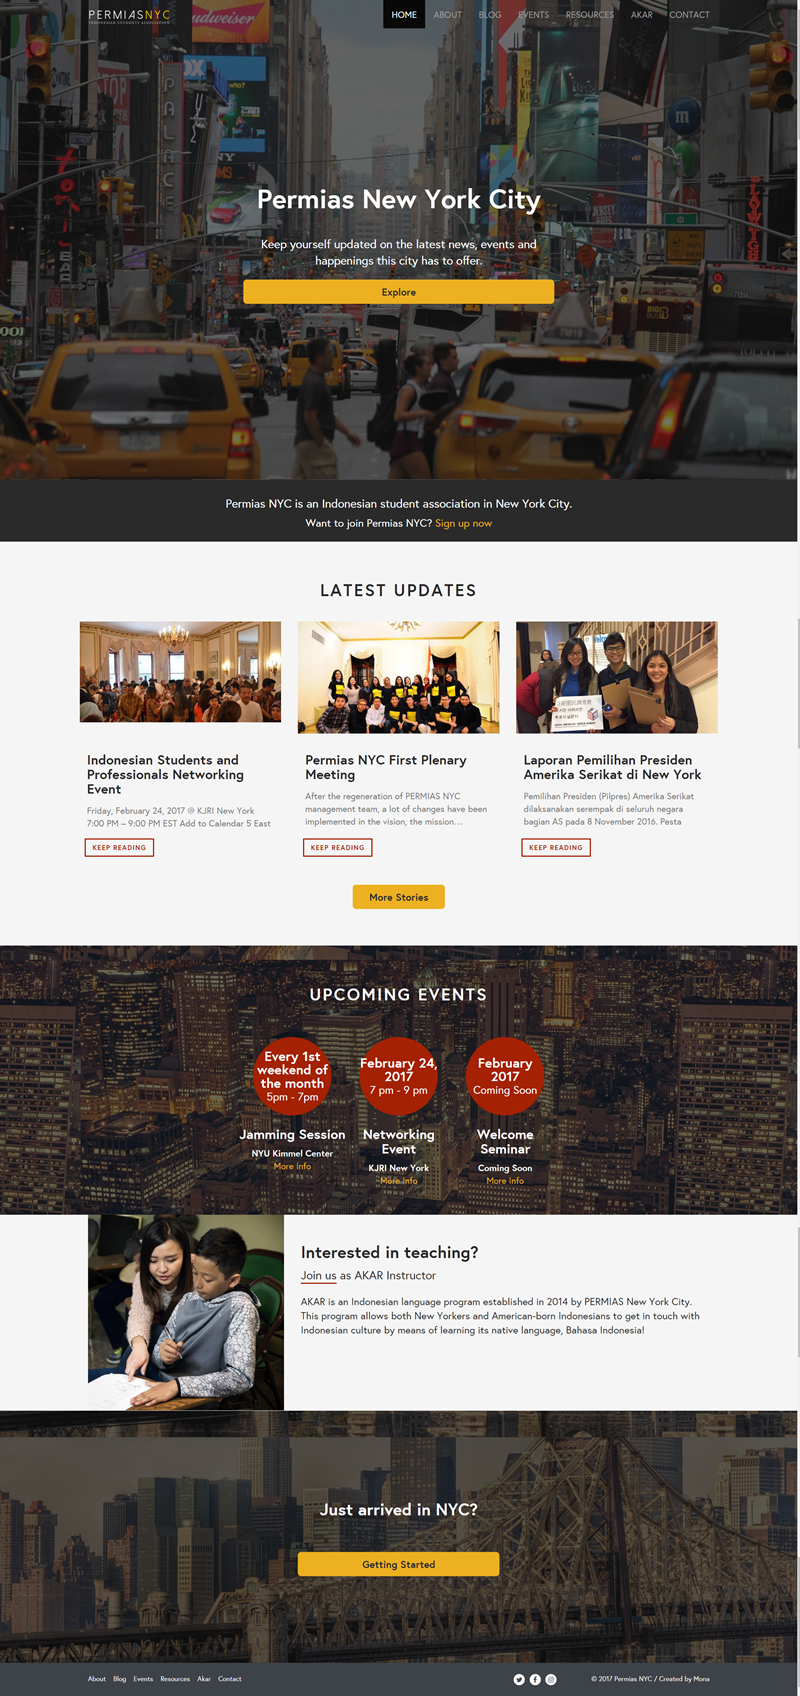 PERMIASNYC
INDONESIAN STUDENTS ASSOCIATION
HOME ABOUT BLOG EVENTS RESOURCES AKAR CONTACT
Budweiser
PALACE
who?
NY
m
BIG BUS
Permias New York City
Keep yourself updated on the latest news, events and
happenings this city has to offer.
Explore
Permias NYC is an Indonesian student association in New York City.
Want to join Permias NYC? Sign up now
LATEST UPDATES
Indonesian Students and
Professionals Networking
Event
Friday, February 24, 2017 @ KJRI New York
7:00 PM – 9:00 PM EST Add to Calendar 5 East
KEEP READING
Permias NYC First Plenary
Meeting
After the regeneration of PERMIAS NYC
management team, a lot of changes have been
implemented in the vision, the mission…
KEEP READING
Laporan Pemilihan Presiden
Amerika Serikat di New York
Pemilihan Presiden (Pilpres) Amerika Serikat
dilaksanakan serempak di seluruh negara
bagian AS pada 8 November 2016. Pesta
KEEP READING
More Stories
UPCOMING EVENTS
Every 1st
weekend of
the month
5pm - 7pm
Jamming Session
NYU Kimmel Center
More Info
February 24,
2017
7 pm - 9 pm
Networking
Event
KJRI New York
More Info
February
2017
Coming Soon
Welcome
Seminar
Coming Soon
More Info
Interested in teaching?
Join us as AKAR Instructor
AKAR is an Indonesian language program established in 2014 by PERMIAS New York City.
This program allows both New Yorkers and American-born Indonesians to get in touch with
Indonesian culture by means of learning its native language, Bahasa Indonesia!
Just arrived in NYC?
Getting Started
About Blog Events Resources Akar Contact
© 2017 Permias NYC / Created by Mona